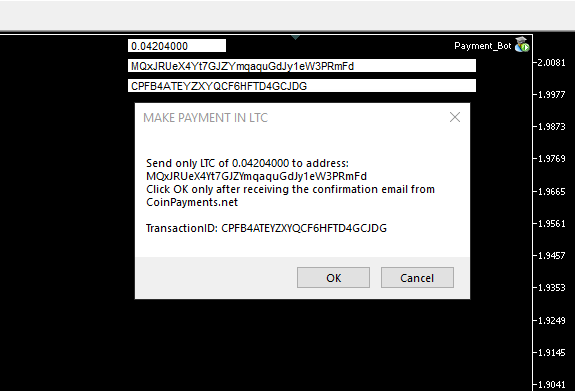 0.04204000
Payment_Bot
MQxJRUeX4Yt7GJZYmqaquGdJy1eW3PRmFd
CPFB4ATEYZXYQCF6HFTD4GCJDG
MAKE PAYMENT IN LTC
Send only LTC of 0.04204000 to address:
MQxJRUeX4Yt7GJZYmqaquGdJy1eW3PRmFd
Click OK only after receiving the confirmation email from
CoinPayments.net
TransactionID: CPFB4ATEYZXYQCF6HFTD4GCJDG
OK
Cancel
2.0081
1.9977
1.9873
1.9769
1.9665
1.9561
1.9457
1.9353
1.9249
1.9145
1.9041